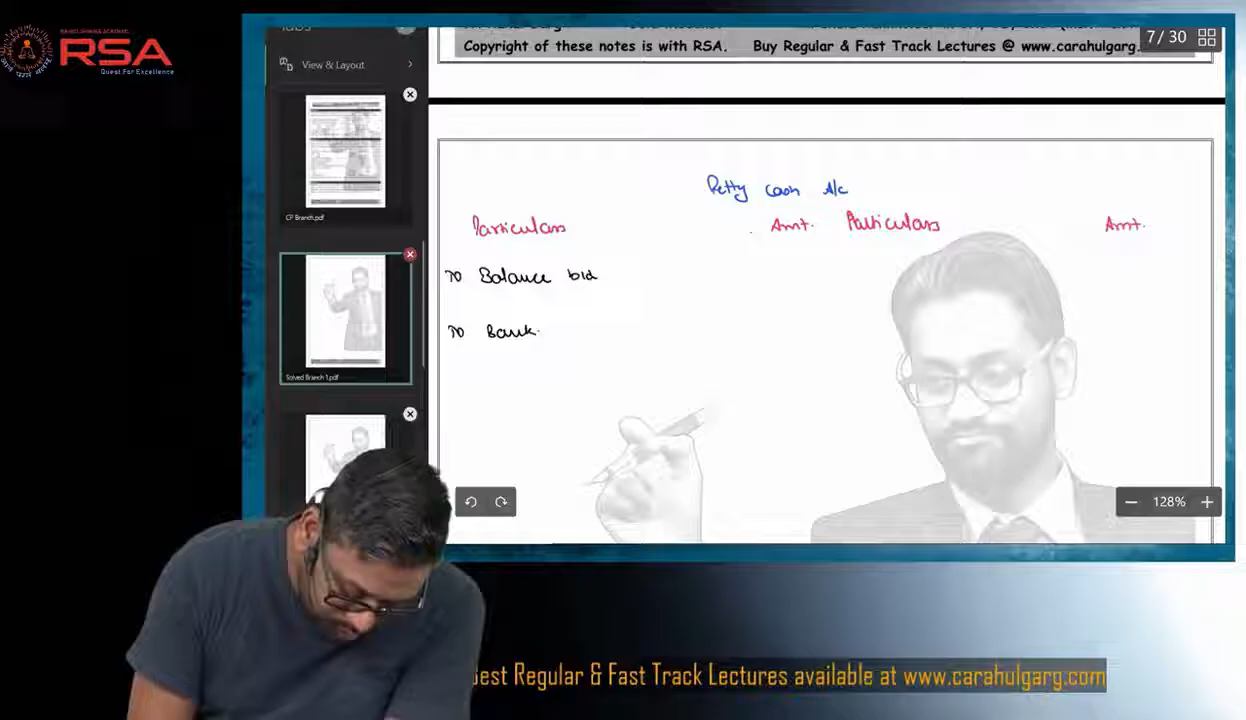 RSA
Quest For Excellence
View & Layout
Copyright of these notes is with RSA. Buy Regular & Fast Track Lectures @ www.carahulgarg.
7 / 30
CP Branch.pdf
Solved Branch 1.pdf
Petty Cash A/c
Particulars Amt. Particulars Amt.
To Balance b/d
To Bank
128%
Best Regular & Fast Track Lectures available at www.carahulgarg.com